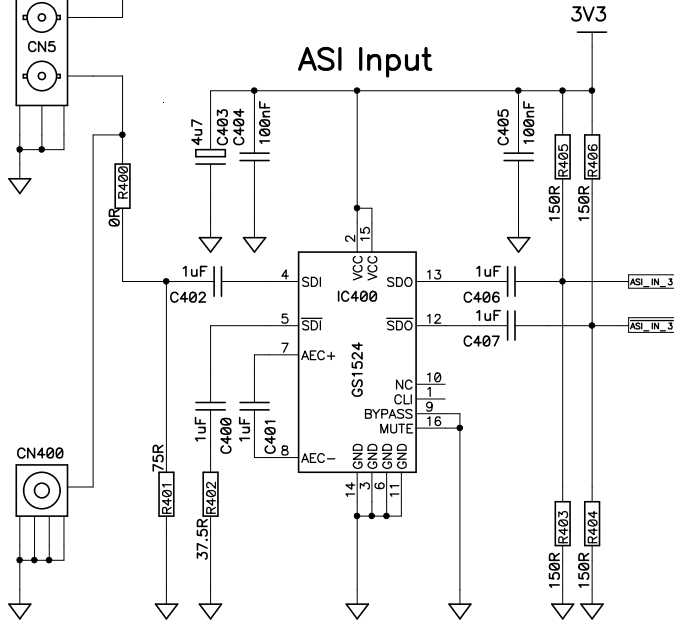 3V3
ASI Input
CN5
4u7
C403
C404
100nF
C405
100nF
R405
150R
R406
150R
R400
0R
2
15
VCC
VCC
1uF
C402
4
SDI
IC400
SDO
13
1uF
C406
ASI_IN_3
5
SDI
SDO
12
1uF
C407
ASI_IN_3
7
AEC+
GS1524
NC
10
CLI
1
BYPASS
9
MUTE
16
1uF
C400
1uF
C401
8
AEC-
GND
GND
GND
GND
14
3
6
11
CN400
75R
R401
37.5R
R402
150R
R403
150R
R404